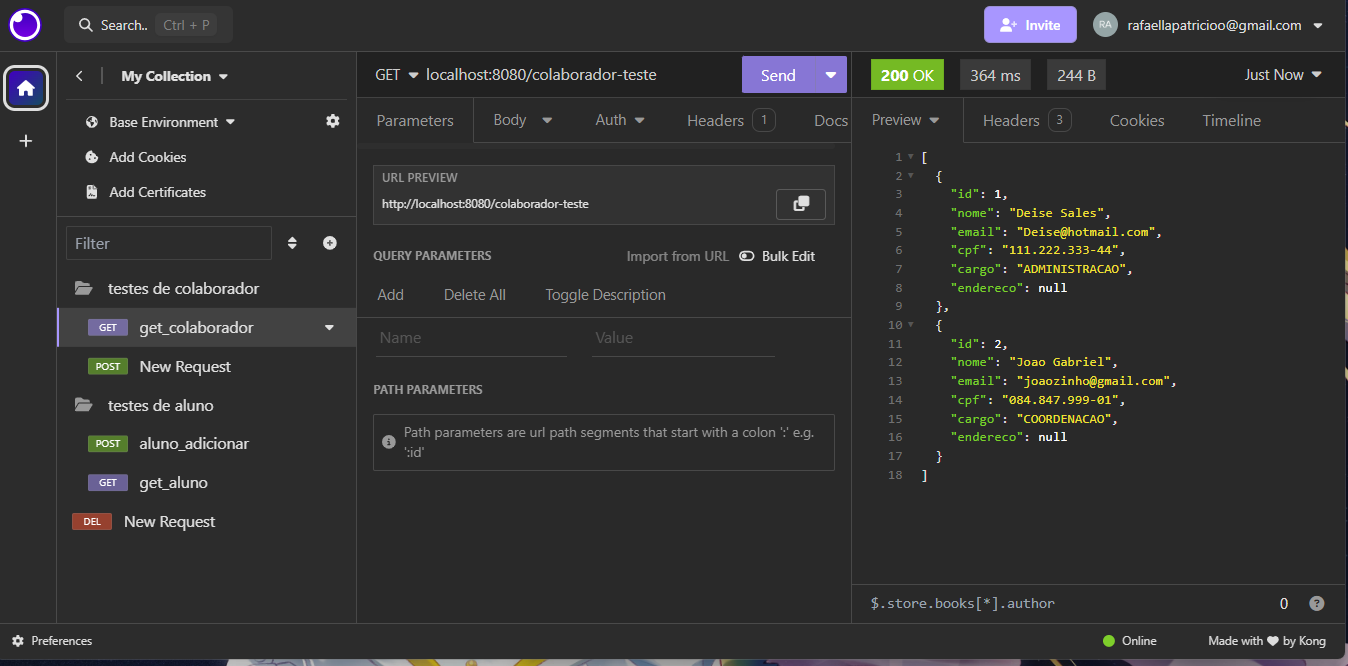 Search.. Ctrl + P
Invite
RA rafaellapatricioo@gmail.com
My Collection
Base Environment
Add Cookies
Add Certificates
Filter
testes de colaborador
GET get_colaborador
POST New Request
testes de aluno
POST aluno_adicionar
GET get_aluno
DEL New Request
GET localhost:8080/colaborador-teste Send
Parameters Body Auth Headers 1 Docs
URL PREVIEW
http://localhost:8080/colaborador-teste
QUERY PARAMETERS Import from URL Bulk Edit
Add Delete All Toggle Description
Name Value
PATH PARAMETERS
Path parameters are url path segments that start with a colon ':' e.g.
':id'
200 OK 364 ms 244 B Just Now
Preview Headers 3 Cookies Timeline
1 [
2 {
3 "id": 1,
4 "nome": "Deise Sales",
5 "email": "Deise@hotmail.com",
6 "cpf": "111.222.333-44",
7 "cargo": "ADMINISTRACAO",
8 "endereco": null
9 },
10 {
11 "id": 2,
12 "nome": "Joao Gabriel",
13 "email": "joaozinho@gmail.com",
14 "cpf": "084.847.999-01",
15 "cargo": "COORDENACAO",
16 "endereco": null
17 }
18 ]
$.store.books[*].author 0 ?
Preferences
Online
Made with ❤ by Kong